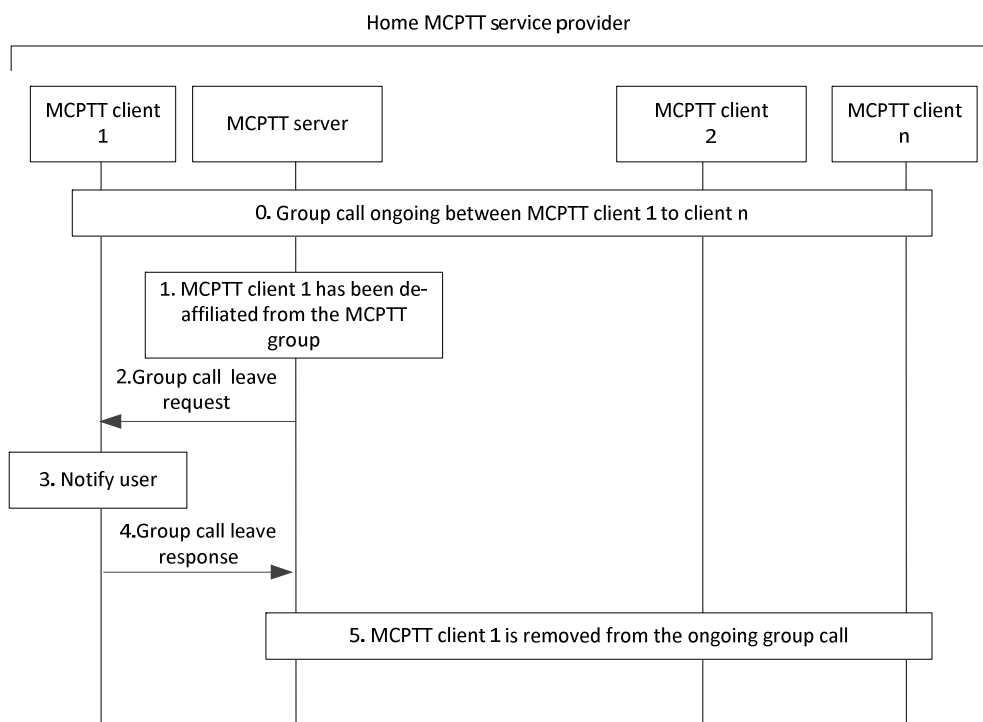 Home MCPTT service provider
MCPTT client
1
MCPTT server
MCPTT client
2
MCPTT client
n
0. Group call ongoing between MCPTT client 1 to client n
1. MCPTT client 1 has been de-
affiliated from the MCPTT
group
2.Group call leave
request
3. Notify user
4.Group call leave
response
5. MCPTT client 1 is removed from the ongoing group call